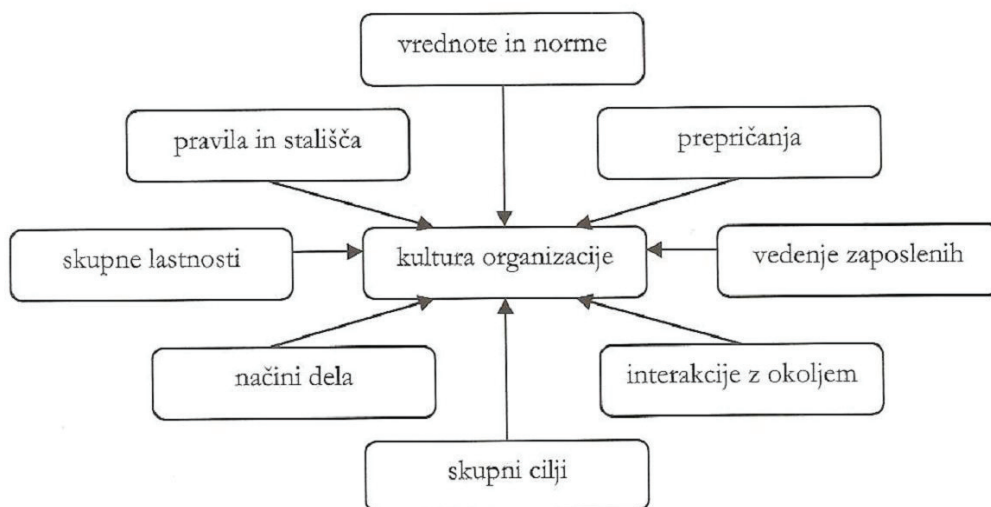 vrednote in norme
pravila in stališča
prepričanja
skupne lastnosti
kultura organizacije
vedenje zaposlenih
načini dela
interakcije z okoljem
skupni cilji